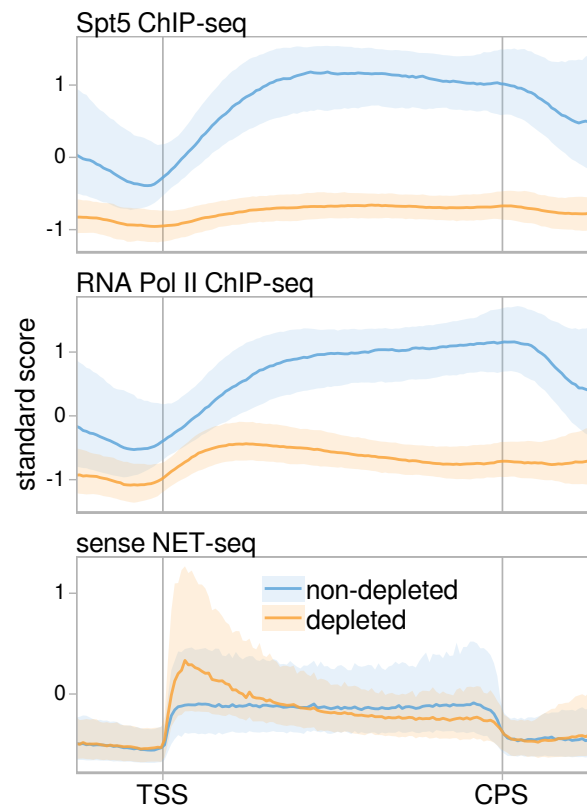 Spt5 ChIP-seq
1
0
-1
RNA Pol II ChIP-seq
1
0
-1
standard score
sense NET-seq
1
0
non-depleted
depleted
TSS
CPS